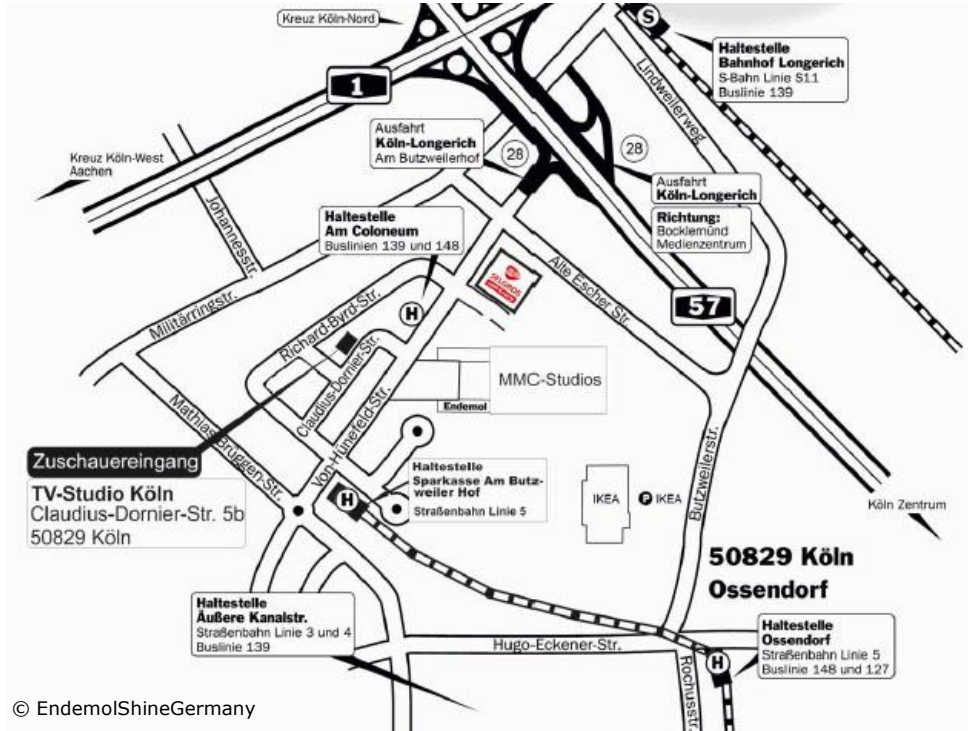 Kreuz Köln-Nord
1
S
Haltestelle
Bahnhof Longerich
S-Bahn Linie S11
Buslinie 139
Lindweilerweg
Ausfahrt
Köln-Longerich
Am Butzweilerhof
28
28
Kreuz Köln-West
Aachen
Ausfahrt
Köln-Longerich
Richtung:
Bocklemünd
Medienzentrum
Johannesstr.
Haltestelle
Am Coloneum
Buslinien 139 und 148
SELGROS
Alte Escher Str.
57
Militärringstr.
H
Richard-Byrd-Str.
Claudius-Dornier-Str.
MMC-Studios
Endemol
Von-Hünefeld-Str.
Mathias-Bruggen-Str.
Butzweilerstr.
Zuschauereingang
TV-Studio Köln
Claudius-Dornier-Str. 5b
50829 Köln
H
Haltestelle
Sparkasse Am Butz-
weiler Hof
Straßenbahn Linie 5
IKEA
P IKEA
Köln Zentrum
50829 Köln
Ossendorf
Haltestelle
Äußere Kanalstr.
Straßenbahn Linie 3 und 4
Buslinie 139
Hugo-Eckener-Str.
Rochusstr.
H
Haltestelle
Ossendorf
Straßenbahn Linie 5
Buslinie 148 und 127
© EndemolShineGermany